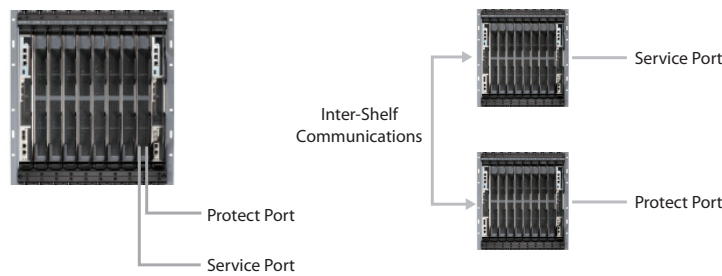 Protect Port
Service Port
Inter-Shelf
Communications
Service Port
Protect Port